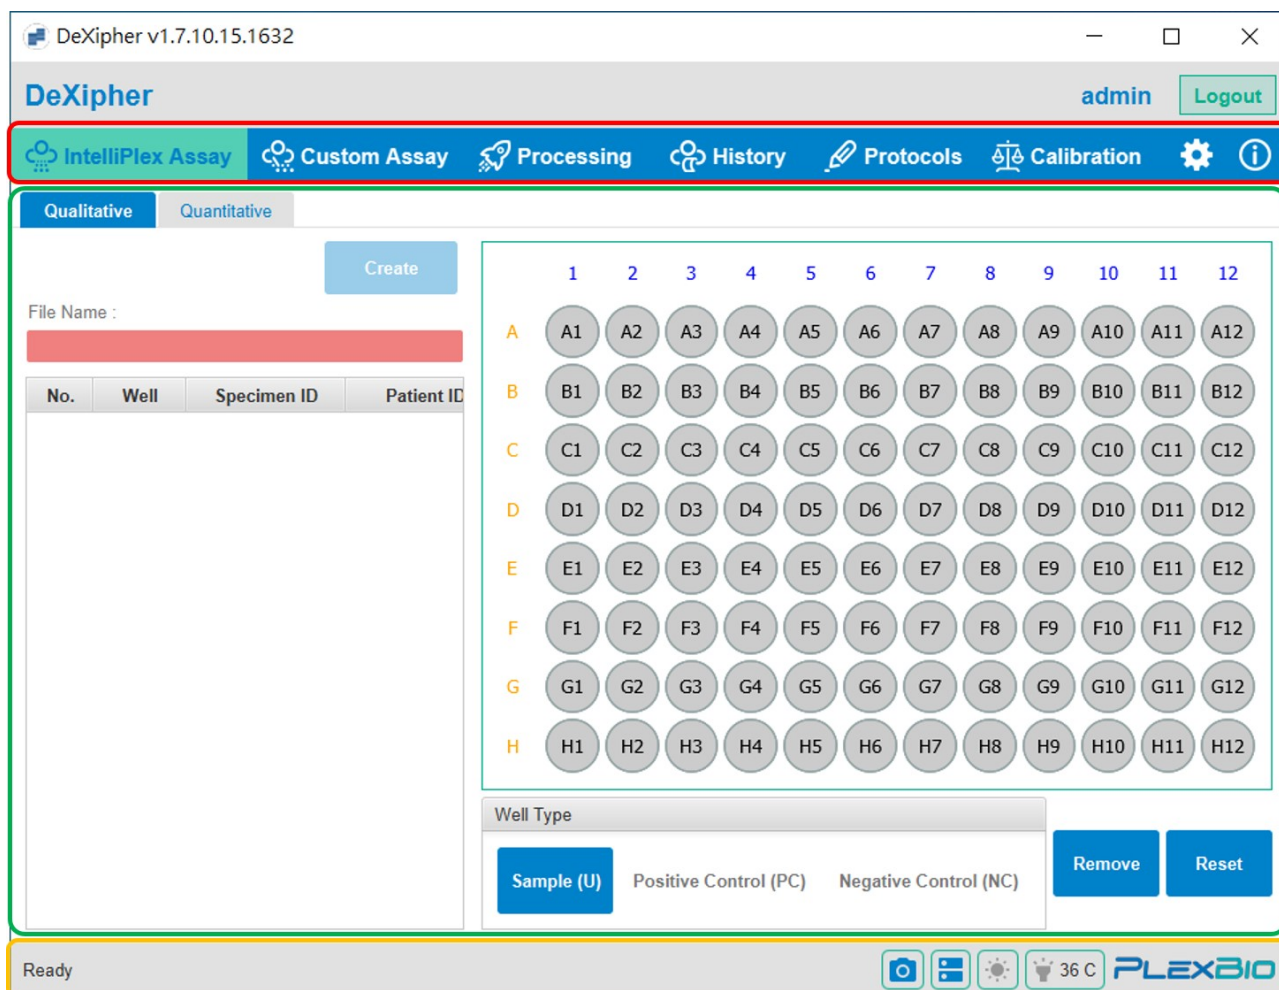 DeXipher v1.7.10.15.1632
DeXipher admin Logout
IntelliPlex Assay Custom Assay Processing History Protocols Calibration
Qualitative Quantitative
Create
File Name :
No. Well Specimen ID Patient ID
1 2 3 4 5 6 7 8 9 10 11 12
A A1 A2 A3 A4 A5 A6 A7 A8 A9 A10 A11 A12
B B1 B2 B3 B4 B5 B6 B7 B8 B9 B10 B11 B12
C C1 C2 C3 C4 C5 C6 C7 C8 C9 C10 C11 C12
D D1 D2 D3 D4 D5 D6 D7 D8 D9 D10 D11 D12
E E1 E2 E3 E4 E5 E6 E7 E8 E9 E10 E11 E12
F F1 F2 F3 F4 F5 F6 F7 F8 F9 F10 F11 F12
G G1 G2 G3 G4 G5 G6 G7 G8 G9 G10 G11 G12
H H1 H2 H3 H4 H5 H6 H7 H8 H9 H10 H11 H12
Well Type
Sample (U) Positive Control (PC) Negative Control (NC) Remove Reset
Ready 36 C PLEXBIO